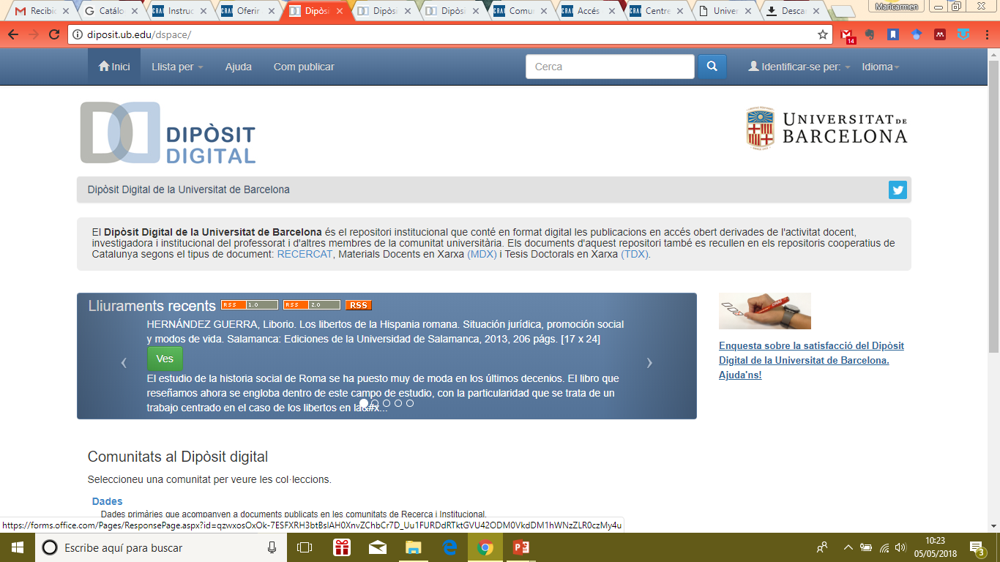 Recibic
Catálo
Instruc
Oferir
Dipòsi
Dipòsi
Dipòsi
Comur
Accés
Centre
Univer
Descar
Maricarmen
diposit.ub.edu/dspace/
14
Inici
Llista per
Ajuda
Com publicar
Cerca
Identificar-se per:
Idioma
DIPÒSIT
DIGITAL
UNIVERSITAT DE
BARCELONA
Dipòsit Digital de la Universitat de Barcelona
El Dipòsit Digital de la Universitat de Barcelona és el repositori institucional que conté en format digital les publicacions en accés obert derivades de l'activitat docent,
investigadora i institucional del professorat i d'altres membres de la comunitat universitària. Els documents d'aquest repositori també es recullen en els repositoris cooperatius de
Catalunya segons el tipus de document: RECERCAT, Materials Docents en Xarxa (MDX) i Tesis Doctorals en Xarxa (TDX).
Lliuraments recents RSS 1.0 RSS 2.0 RSS
HERNÁNDEZ GUERRA, Liborio. Los libertos de la Hispania romana. Situación jurídica, promoción social
y modos de vida. Salamanca: Ediciones de la Universidad de Salamanca, 2013, 206 págs. [17 x 24]
Ves
El estudio de la historia social de Roma se ha puesto muy de moda en los últimos decenios. El libro que
reseñamos ahora se engloba dentro de este campo de estudio, con la particularidad que se trata de un
trabajo centrado en el caso de los libertos en la&#x...
Enquesta sobre la satisfacció del Dipòsit
Digital de la Universitat de Barcelona.
Ajuda'ns!
Comunitats al Dipòsit digital
Seleccioneu una comunitat per veure les col·leccions.
Dades
Dades primàries que acompanyen a documents publicats en les comunitats de Recerca i Institucional.
https://forms.office.com/Pages/ResponsePage.aspx?id=qzwxosOxOk-7ESFXRH3btBslAH0XnvZChbCr7D_Uu1FURDdRTktGVU42ODM0VkdDM1hWNzZLR0czMy4u
Escribe aquí para buscar
10:23
05/05/2018
3